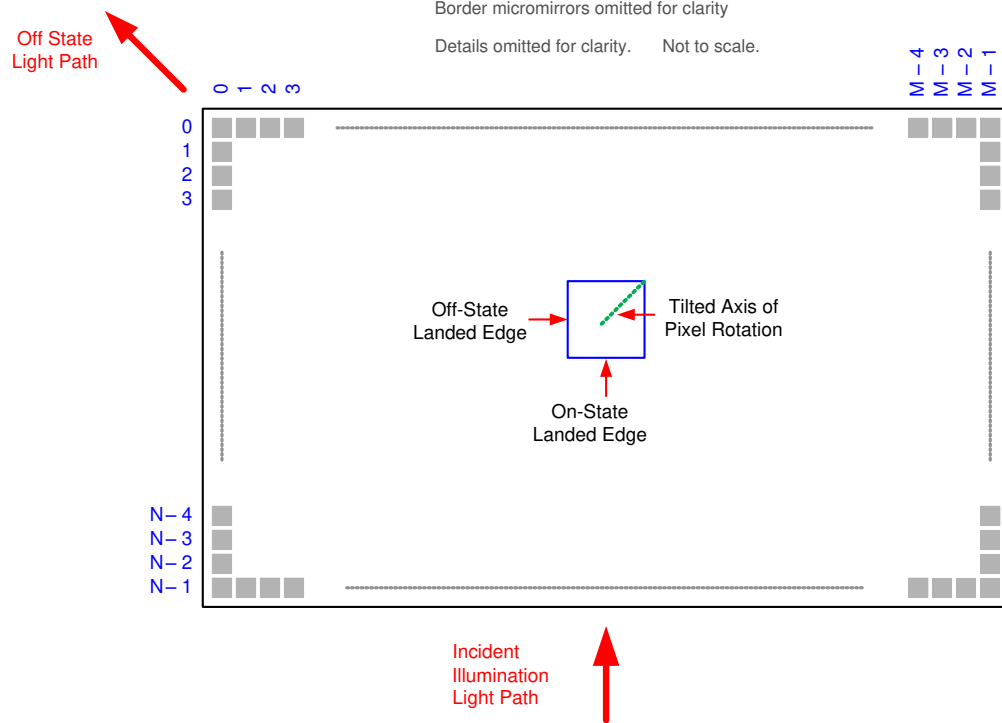 Border micromirrors omitted for clarity
Details omitted for clarity. Not to scale.
Off State
Light Path
0
1
2
3
M – 4
M – 3
M – 2
M – 1
0
1
2
3
Off-State
Landed Edge
Tilted Axis of
Pixel Rotation
On-State
Landed Edge
N – 4
N – 3
N – 2
N – 1
Incident
Illumination
Light Path